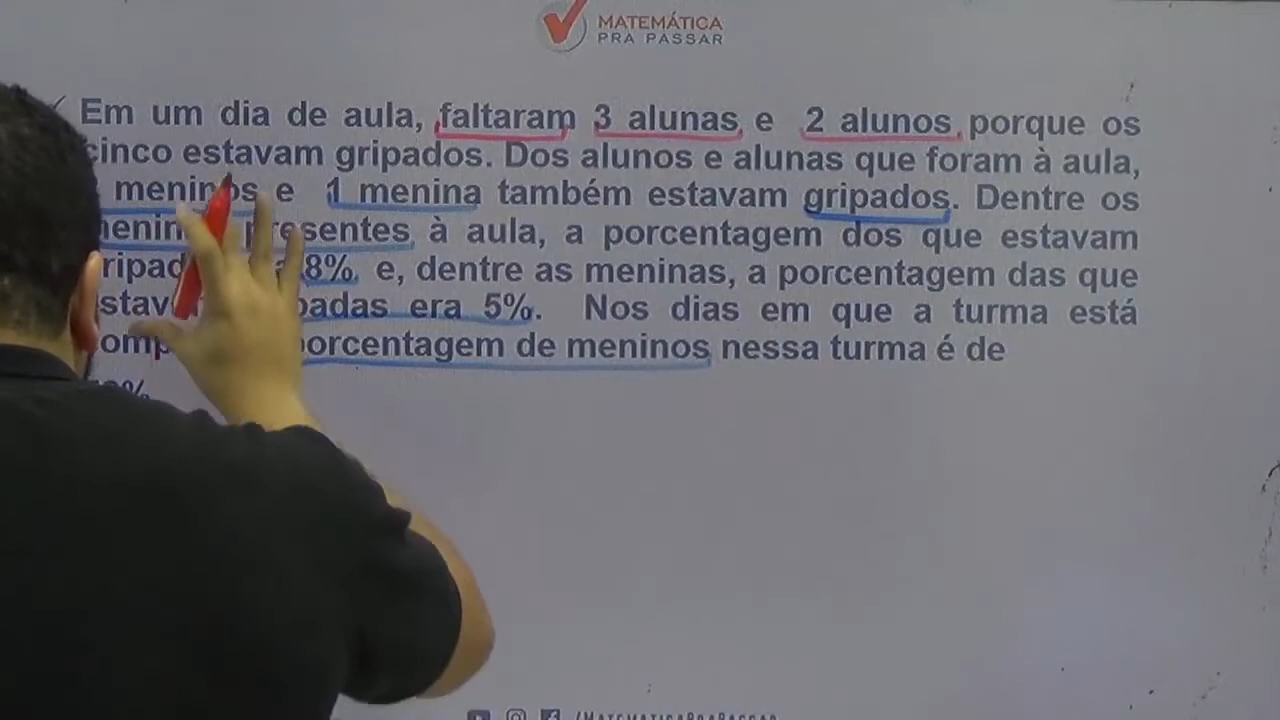 MATEMÁTICA
PRA PASSAR
Em um dia de aula, faltaram 3 alunas e 2 alunos porque os
cinco estavam gripados. Dos alunos e alunas que foram à aula,
meninos e 1 menina também estavam gripados. Dentre os
presentes à aula, a porcentagem dos que estavam
8% e, dentre as meninas, a porcentagem das que
era 5%. Nos dias em que a turma está
porcentagem de meninos nessa turma é de
/MATEMATICAPRAPASSAR